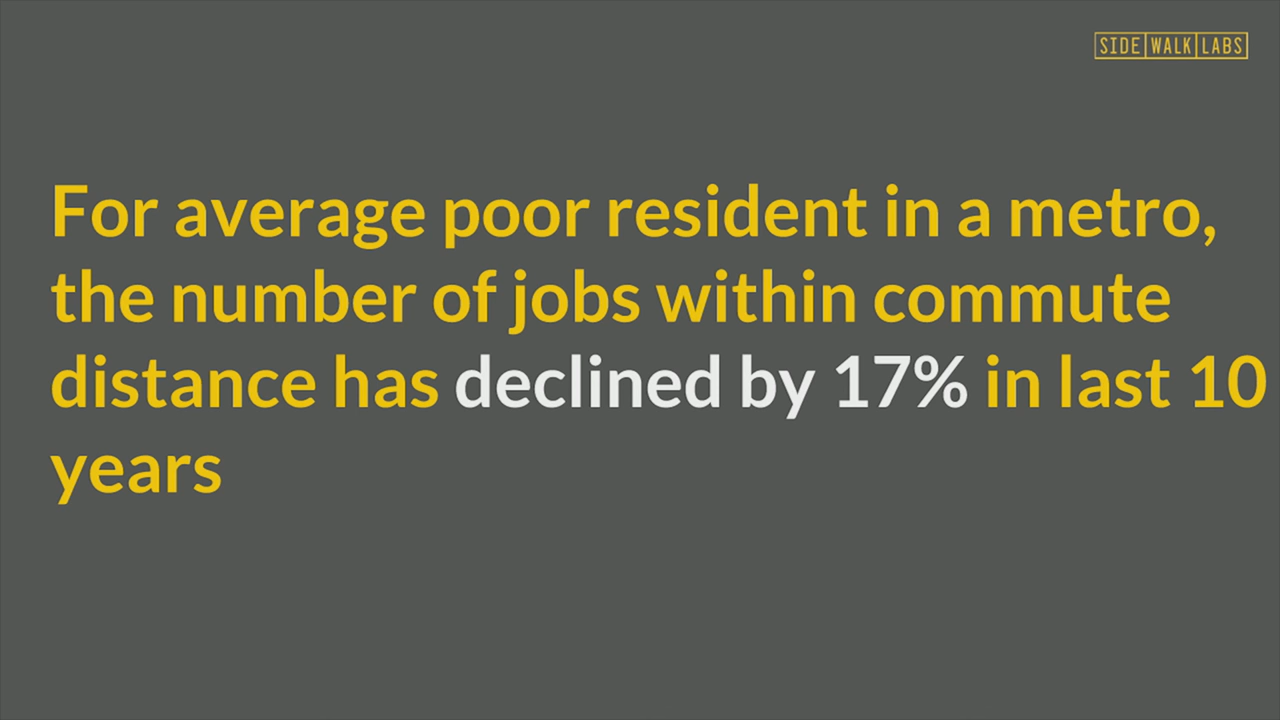 SIDE WALK LABS
For average poor resident in a metro,
the number of jobs within commute
distance has declined by 17% in last 10
years